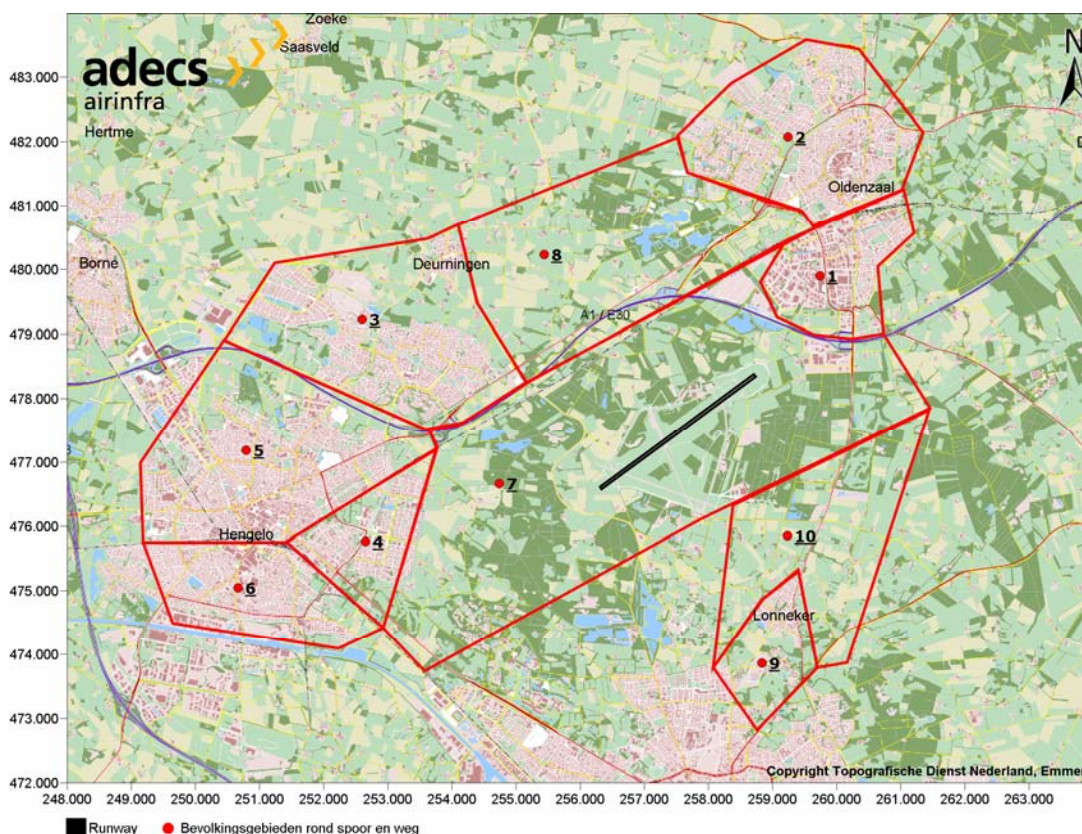 Zoeke
Saasveld
N
adecs
airinfra
Hertme
483.000
482.000
481.000
480.000
479.000
478.000
477.000
476.000
475.000
474.000
473.000
472.000
2
Oldenzaal
Borne
Deurningen
8
1
3
A1 / E30
5
7
Hengelo
4
10
6
Lonneker
9
Copyright Topografische Dienst Nederland, Emmen
248.000 249.000 250.000 251.000 252.000 253.000 254.000 255.000 256.000 257.000 258.000 259.000 260.000 261.000 262.000 263.000
Runway Bevolkingsgebieden rond spoor en weg